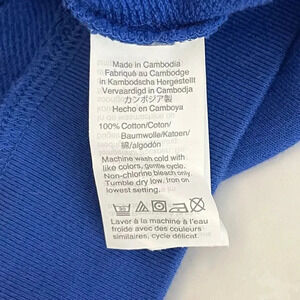 Made in Cambodia
Fabriqué au Cambodge
in Kambodscha Hergestellt
Vervaardigd in Cambodja
カンボジア製
Hecho en Camboya
100% Cotton/Coton/
Baumwolle/Katoen/
綿/algodón
Machine wash cold with
like colors, gentle cycle.
Non-chlorine bleach only.
Tumble dry low. Iron on
lowest setting.
Laver à la machine à l'eau
froide avec des couleurs
similaires, cycle délicat.